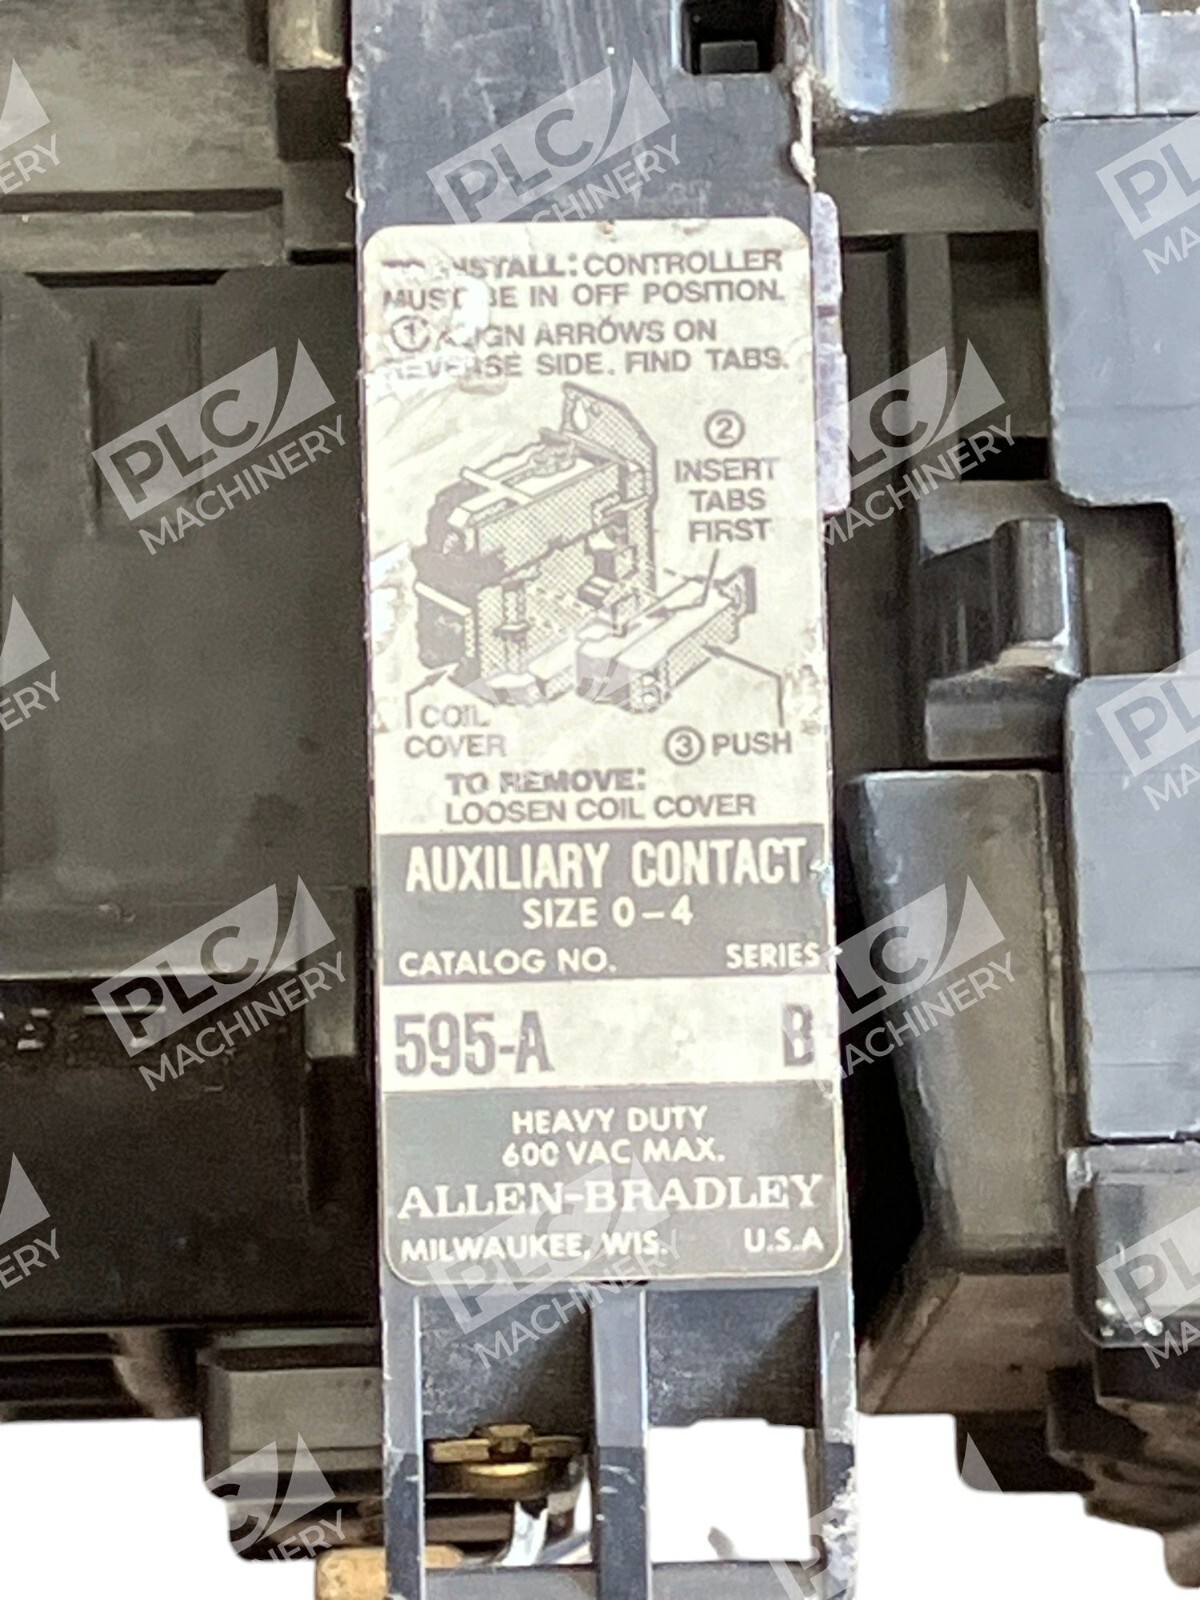 TO INSTALL: CONTROLLER
MUST BE IN OFF POSITION.
① ALIGN ARROWS ON
REVERSE SIDE. FIND TABS.
②
INSERT
TABS
FIRST
COIL
COVER
③ PUSH
TO REMOVE:
LOOSEN COIL COVER
AUXILIARY CONTACT
SIZE 0-4
CATALOG NO. SERIES
595-A B
HEAVY DUTY
600 VAC MAX.
ALLEN-BRADLEY
MILWAUKEE, WIS. U.S.A
PLC
MACHINERY